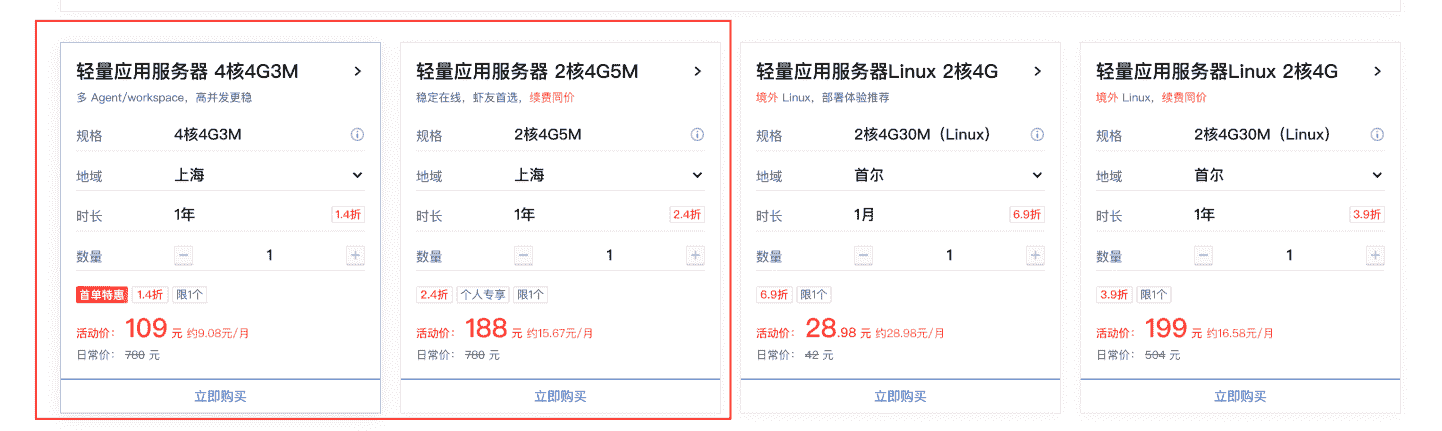 轻量应用服务器 4核4G3M
多 Agent/workspace，高并发更稳
规格 4核4G3M
地域 上海
时长 1年 1.4折
数量 1
首单特惠 1.4折 限1个
活动价： 109 元 约9.08元/月
日常价： 780 元
立即购买
轻量应用服务器 2核4G5M
稳定在线，虾友首选，续费同价
规格 2核4G5M
地域 上海
时长 1年 2.4折
数量 1
2.4折 个人专享 限1个
活动价： 188 元 约15.67元/月
日常价： 780 元
立即购买
轻量应用服务器Linux 2核4G
境外 Linux，部署体验推荐
规格 2核4G30M（Linux）
地域 首尔
时长 1月 6.9折
数量 1
6.9折 限1个
活动价： 28.98 元 约28.98元/月
日常价： 42 元
立即购买
轻量应用服务器Linux 2核4G
境外 Linux，续费同价
规格 2核4G30M（Linux）
地域 首尔
时长 1年 3.9折
数量 1
3.9折 限1个
活动价： 199 元 约16.58元/月
日常价： 504 元
立即购买